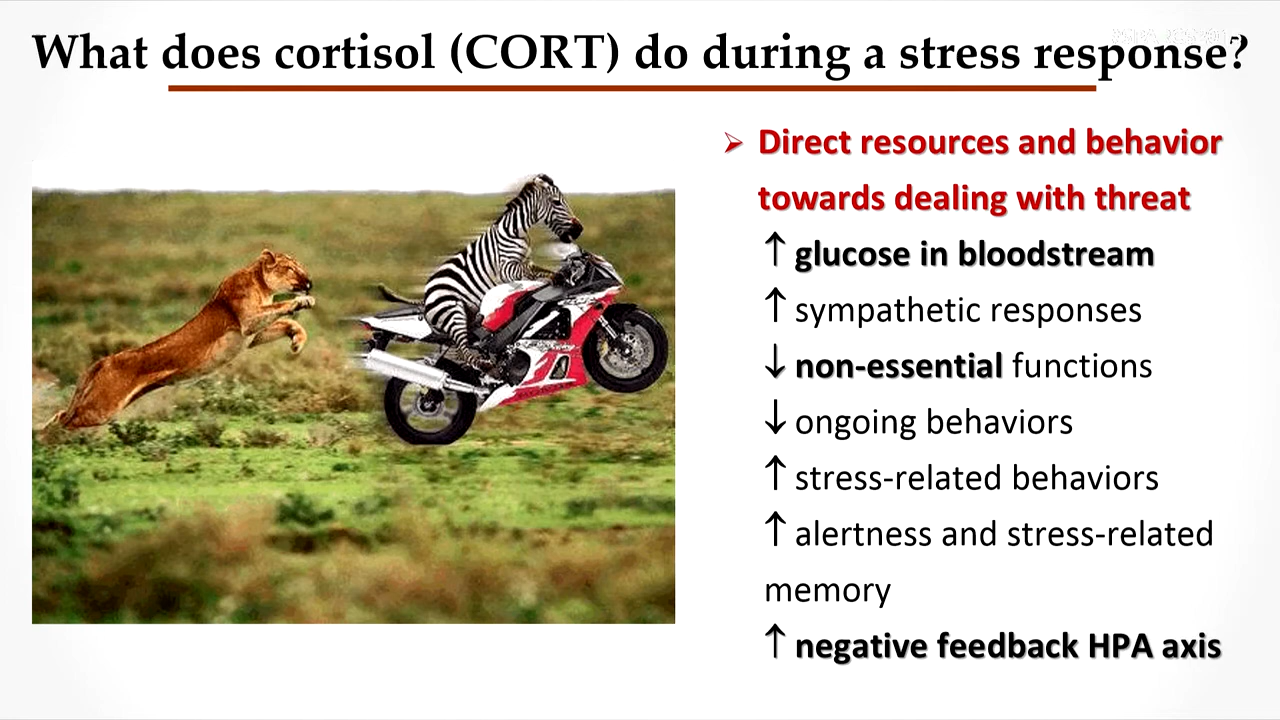 What does cortisol (CORT) do during a stress response?
➢ Direct resources and behavior
towards dealing with threat
↑ glucose in bloodstream
↑ sympathetic responses
↓ non-essential functions
↓ ongoing behaviors
↑ stress-related behaviors
↑ alertness and stress-related
memory
↑ negative feedback HPA axis